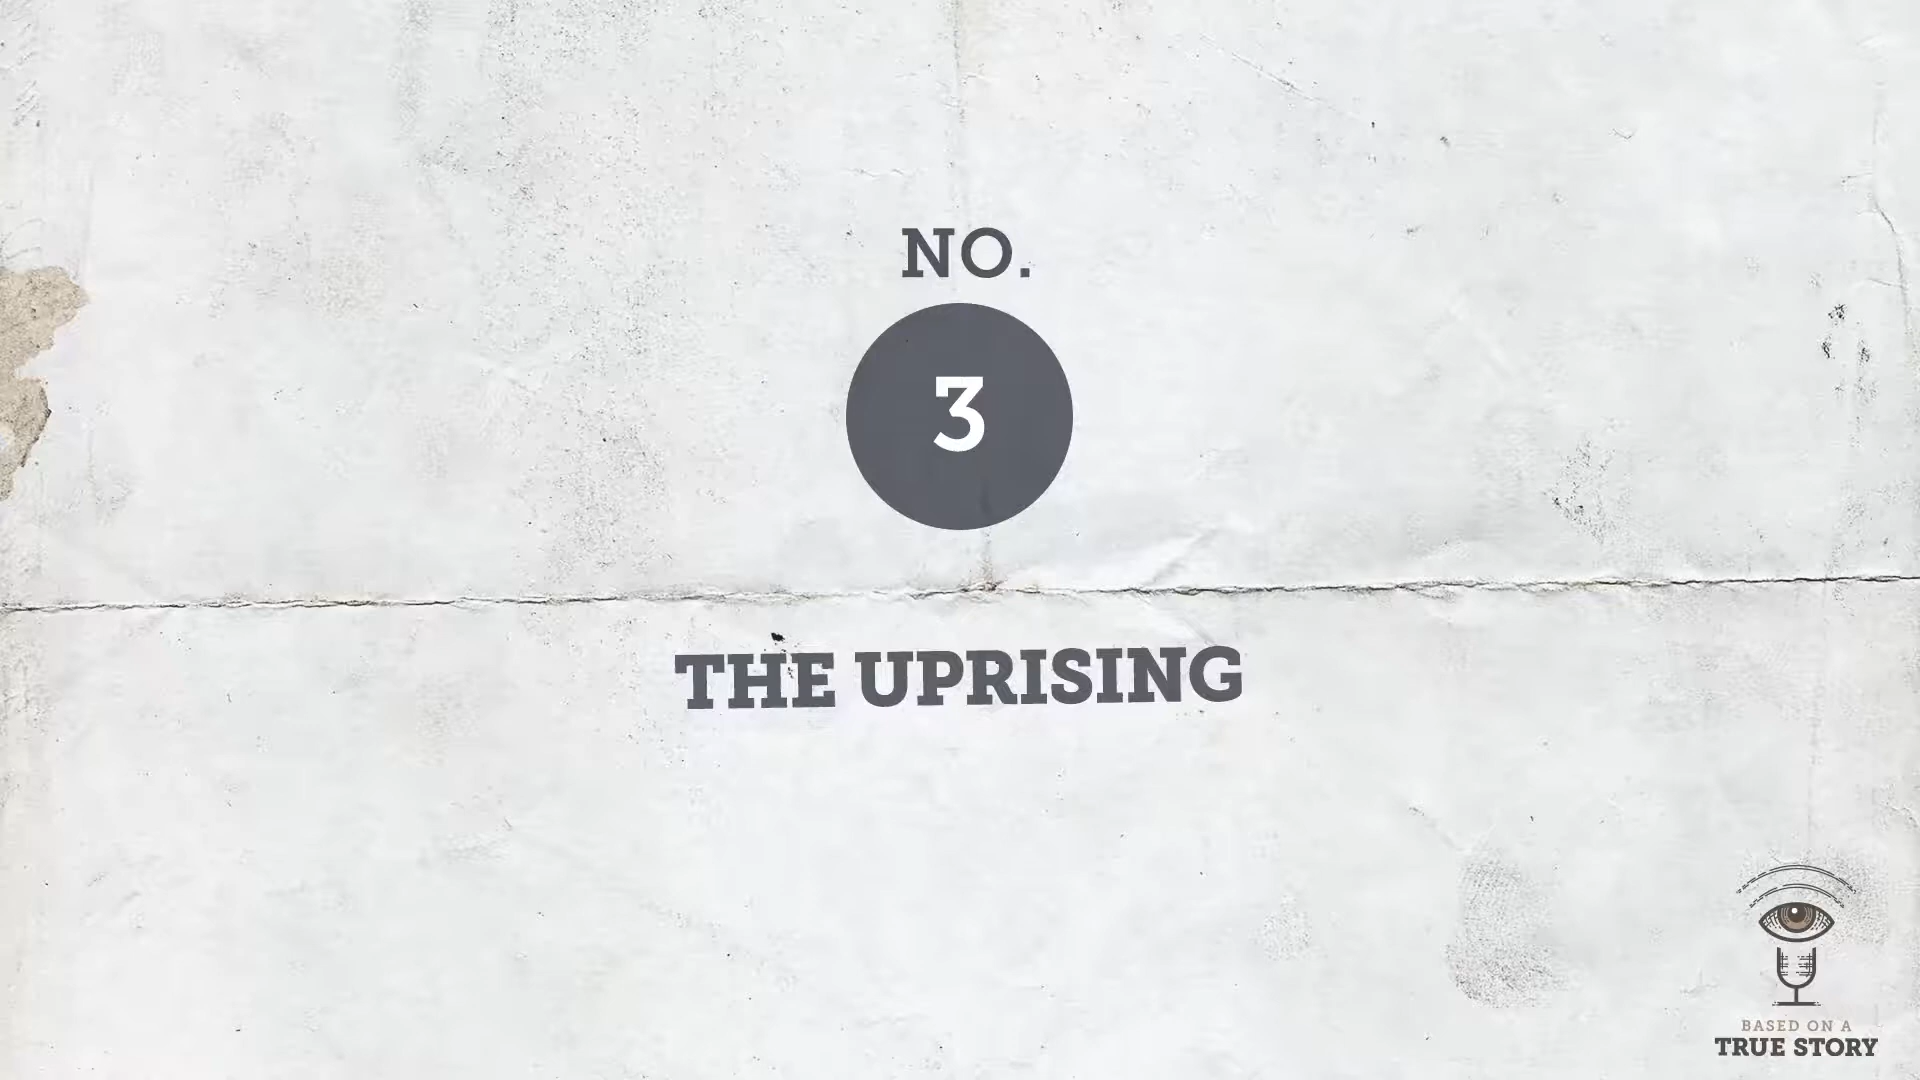 NO.
3
THE UPRISING
BASED ON A
TRUE STORY